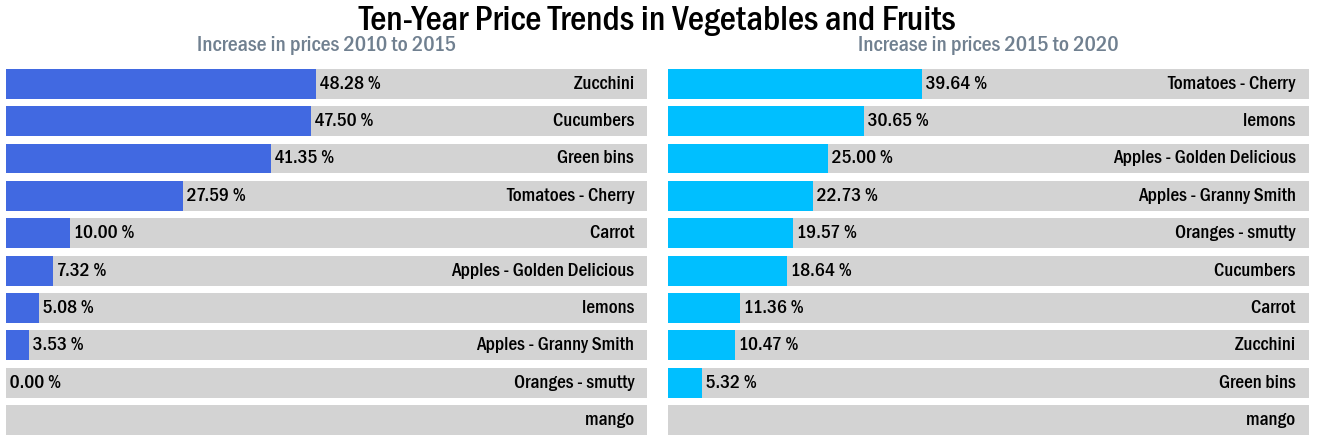 Ten-Year Price Trends in Vegetables and Fruits
Increase in prices 2010 to 2015
48.28 % Zucchini
47.50 % Cucumbers
41.35 % Green bins
27.59 % Tomatoes - Cherry
10.00 % Carrot
7.32 % Apples - Golden Delicious
5.08 % lemons
3.53 % Apples - Granny Smith
0.00 % Oranges - smutty
mango
Increase in prices 2015 to 2020
39.64 % Tomatoes - Cherry
30.65 % lemons
25.00 % Apples - Golden Delicious
22.73 % Apples - Granny Smith
19.57 % Oranges - smutty
18.64 % Cucumbers
11.36 % Carrot
10.47 % Zucchini
5.32 % Green bins
mango